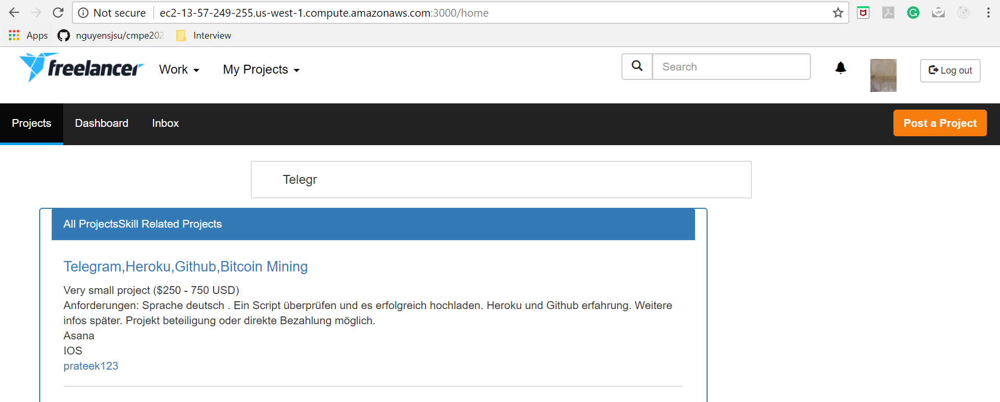 Not secure ec2-13-57-249-255.us-west-1.compute.amazonaws.com:3000/home
Apps nguyensjsu/cmpe202 Interview
freelancer Work My Projects Search Log out
Projects Dashboard Inbox Post a Project
Telegr
All ProjectsSkill Related Projects
Telegram,Heroku,Github,Bitcoin Mining
Very small project ($250 - 750 USD)
Anforderungen: Sprache deutsch . Ein Script überprüfen und es erfolgreich hochladen. Heroku und Github erfahrung. Weitere
infos später. Projekt beteiligung oder direkte Bezahlung möglich.
Asana
IOS
prateek123